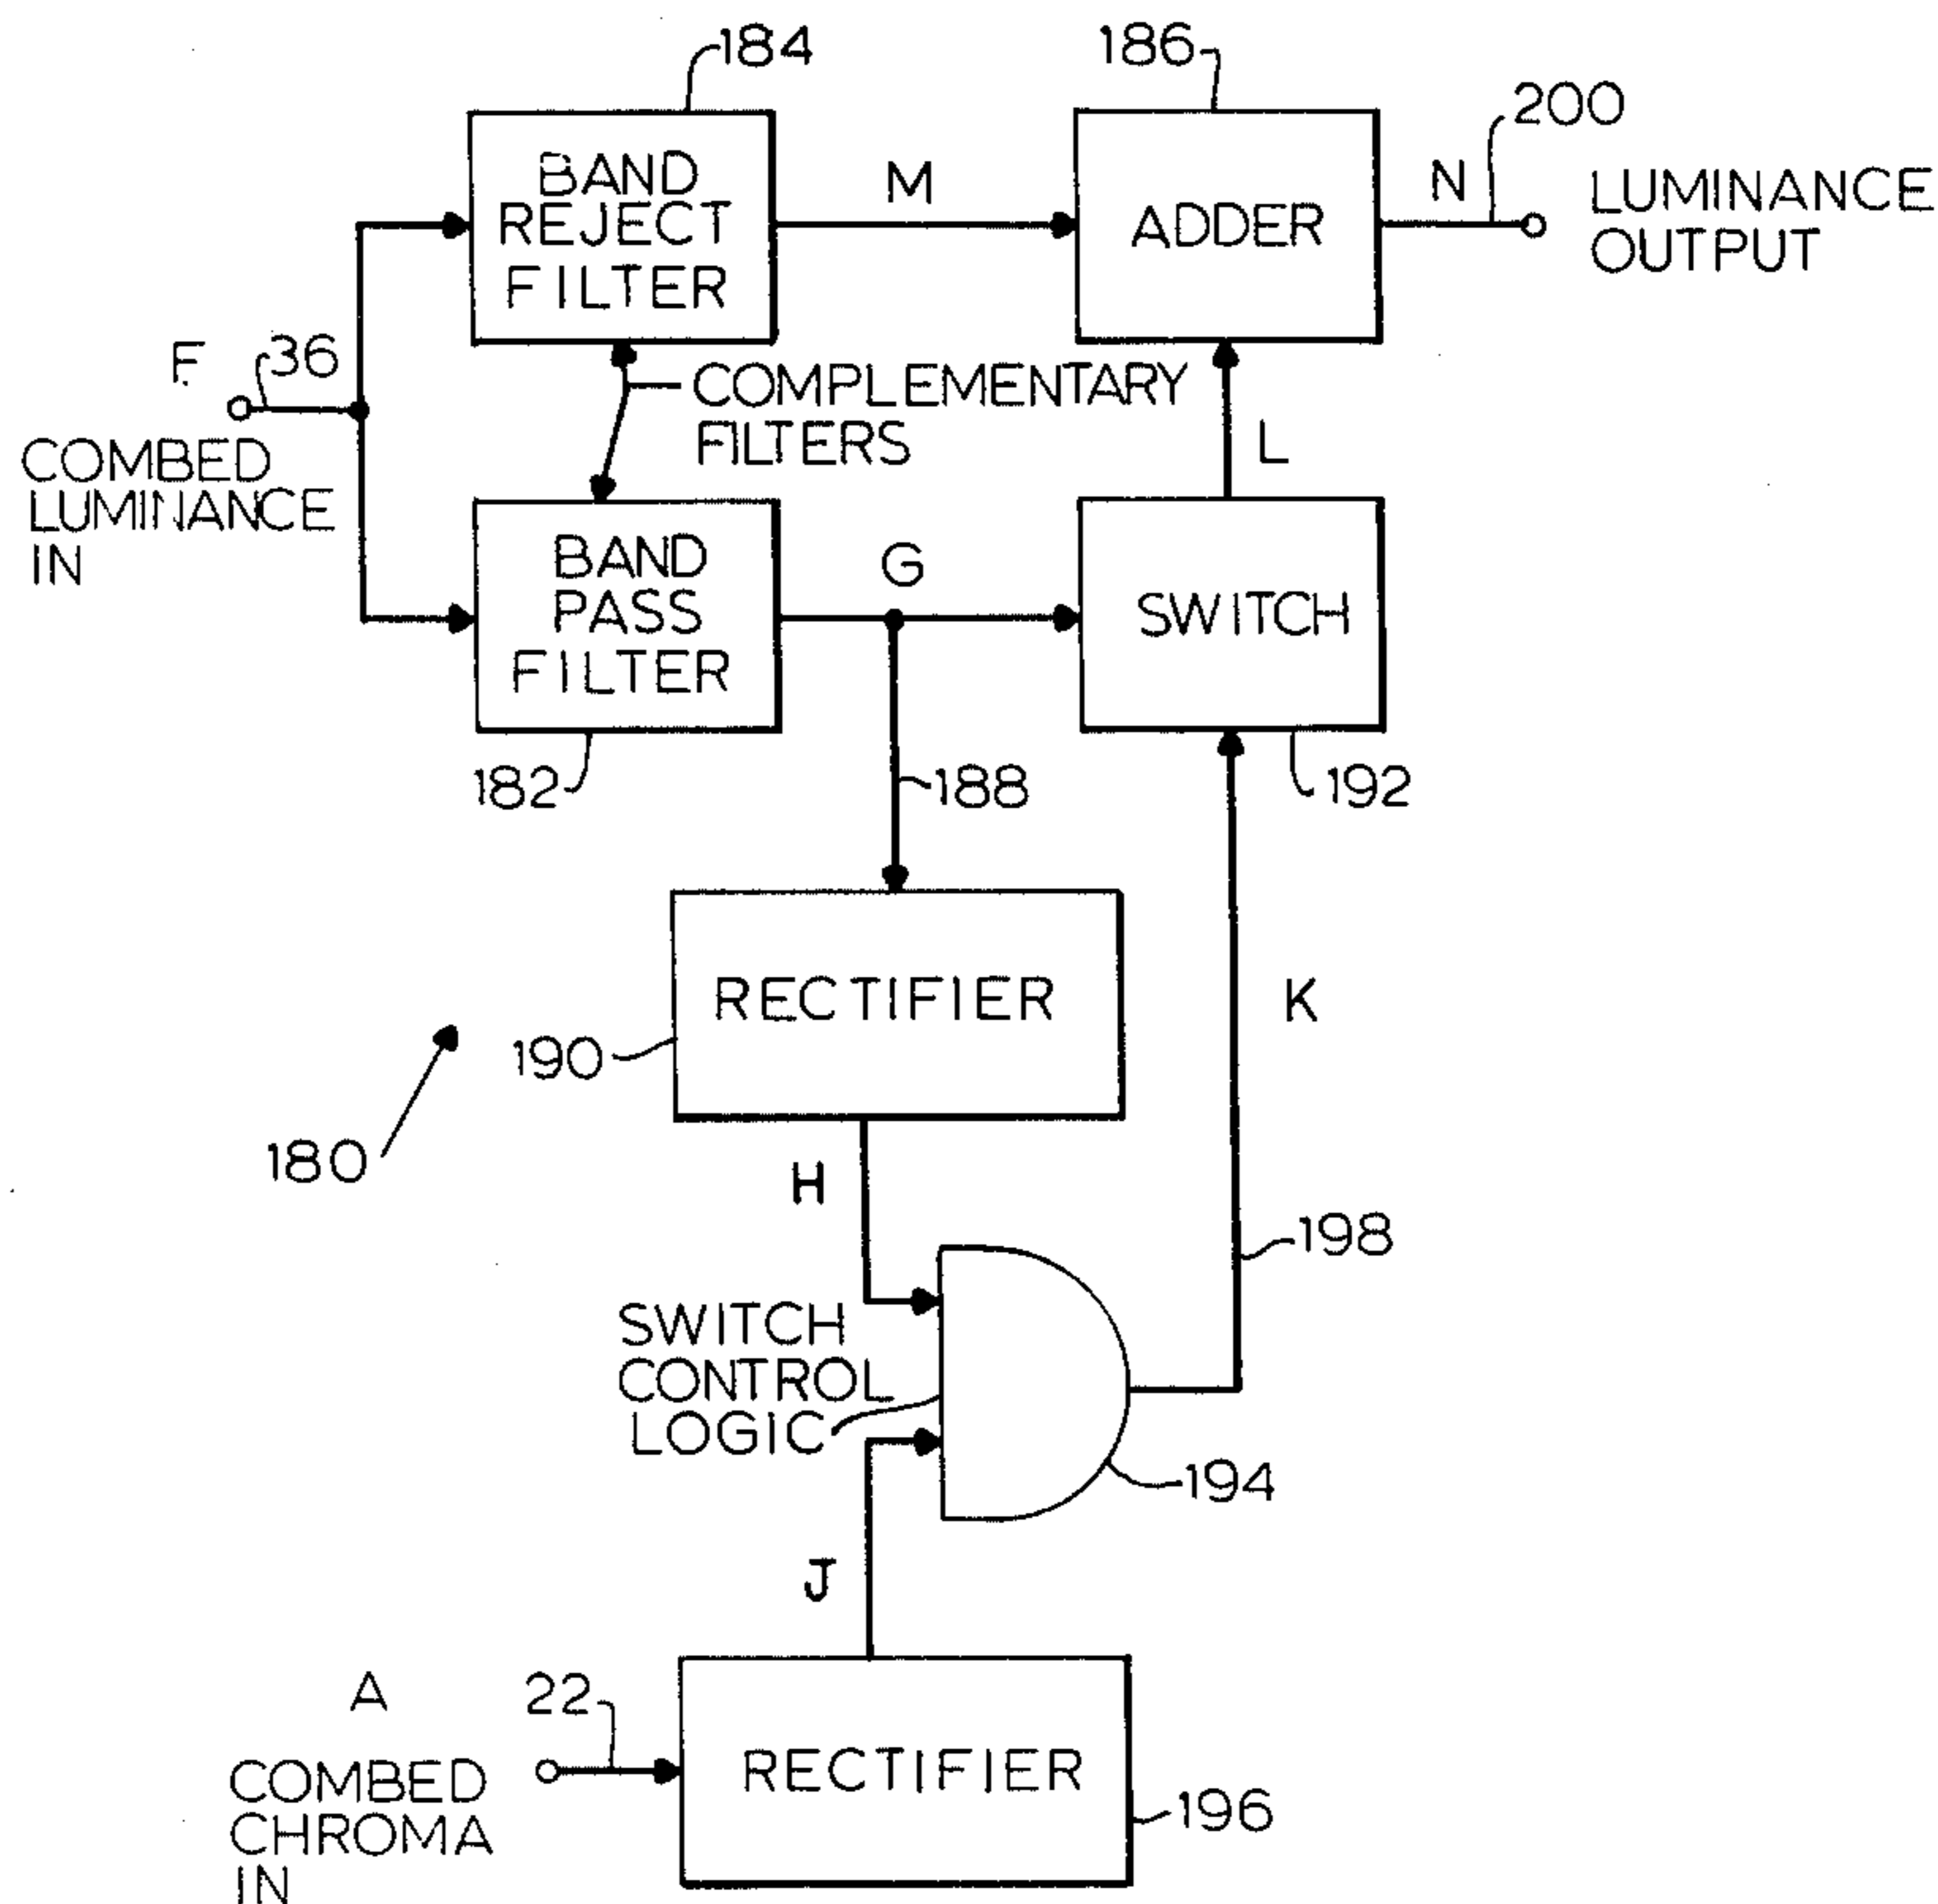 184
186
200
BAND
REJECT
FILTER
M
ADDER
N
LUMINANCE
OUTPUT
F
36
COMPLEMENTARY
FILTERS
COMBED
LUMINANCE
IN
L
BAND
PASS
FILTER
G
SWITCH
182
188
192
RECTIFIER
K
190
180
H
198
SWITCH
CONTROL
LOGIC
194
J
A
22
COMBED
CHROMA
IN
RECTIFIER
196